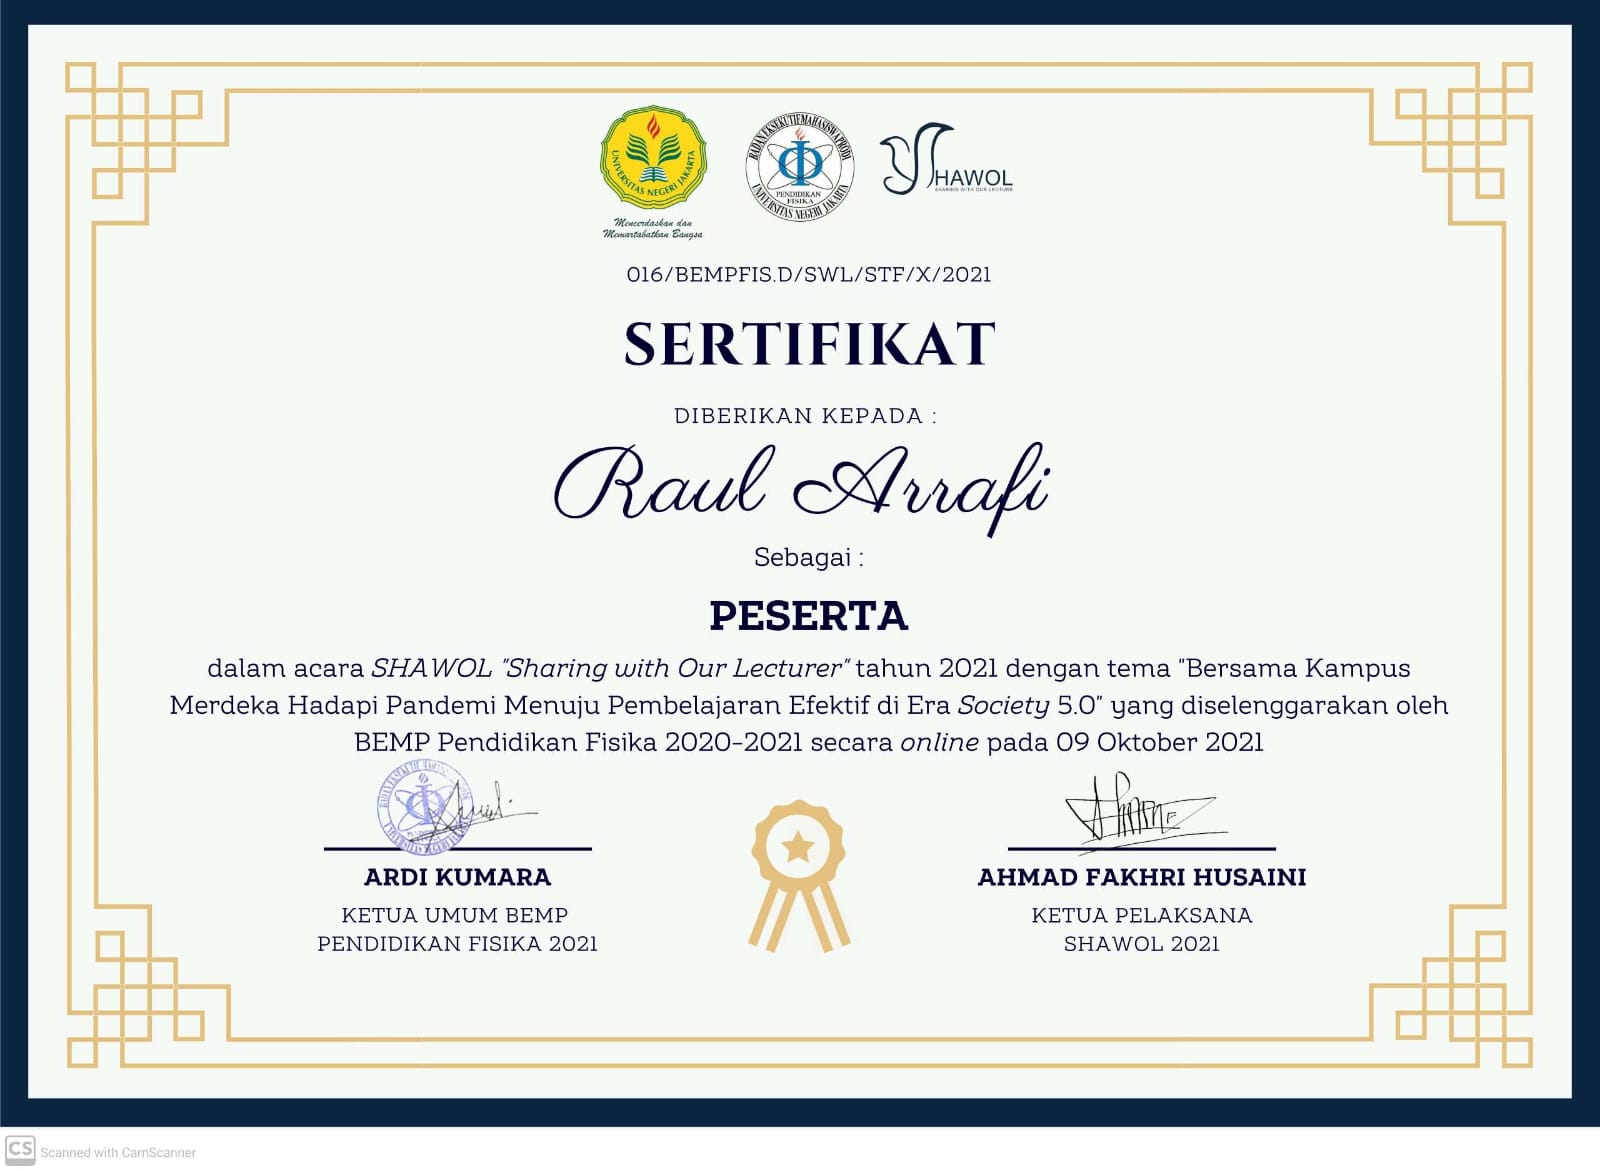 UNIVERSITAS NEGERI JAKARTA
Mencerdaskan dan
Memartabatkan Bangsa
BADAN EKSEKUTIF MAHASISWA PRODI
PENDIDIKAN
FISIKA
UNIVERSITAS NEGERI JAKARTA
SHAWOL
SHARING WITH OUR LECTURE
016/BEMPFIS.D/SWL/STF/X/2021
SERTIFIKAT
DIBERIKAN KEPADA :
Raul Arrafi
Sebagai :
PESERTA
dalam acara SHAWOL "Sharing with Our Lecturer" tahun 2021 dengan tema "Bersama Kampus
Merdeka Hadapi Pandemi Menuju Pembelajaran Efektif di Era Society 5.0" yang diselenggarakan oleh
BEMP Pendidikan Fisika 2020-2021 secara online pada 09 Oktober 2021
ARDI KUMARA
KETUA UMUM BEMP
PENDIDIKAN FISIKA 2021
AHMAD FAKHRI HUSAINI
KETUA PELAKSANA
SHAWOL 2021
CS Scanned with CamScanner